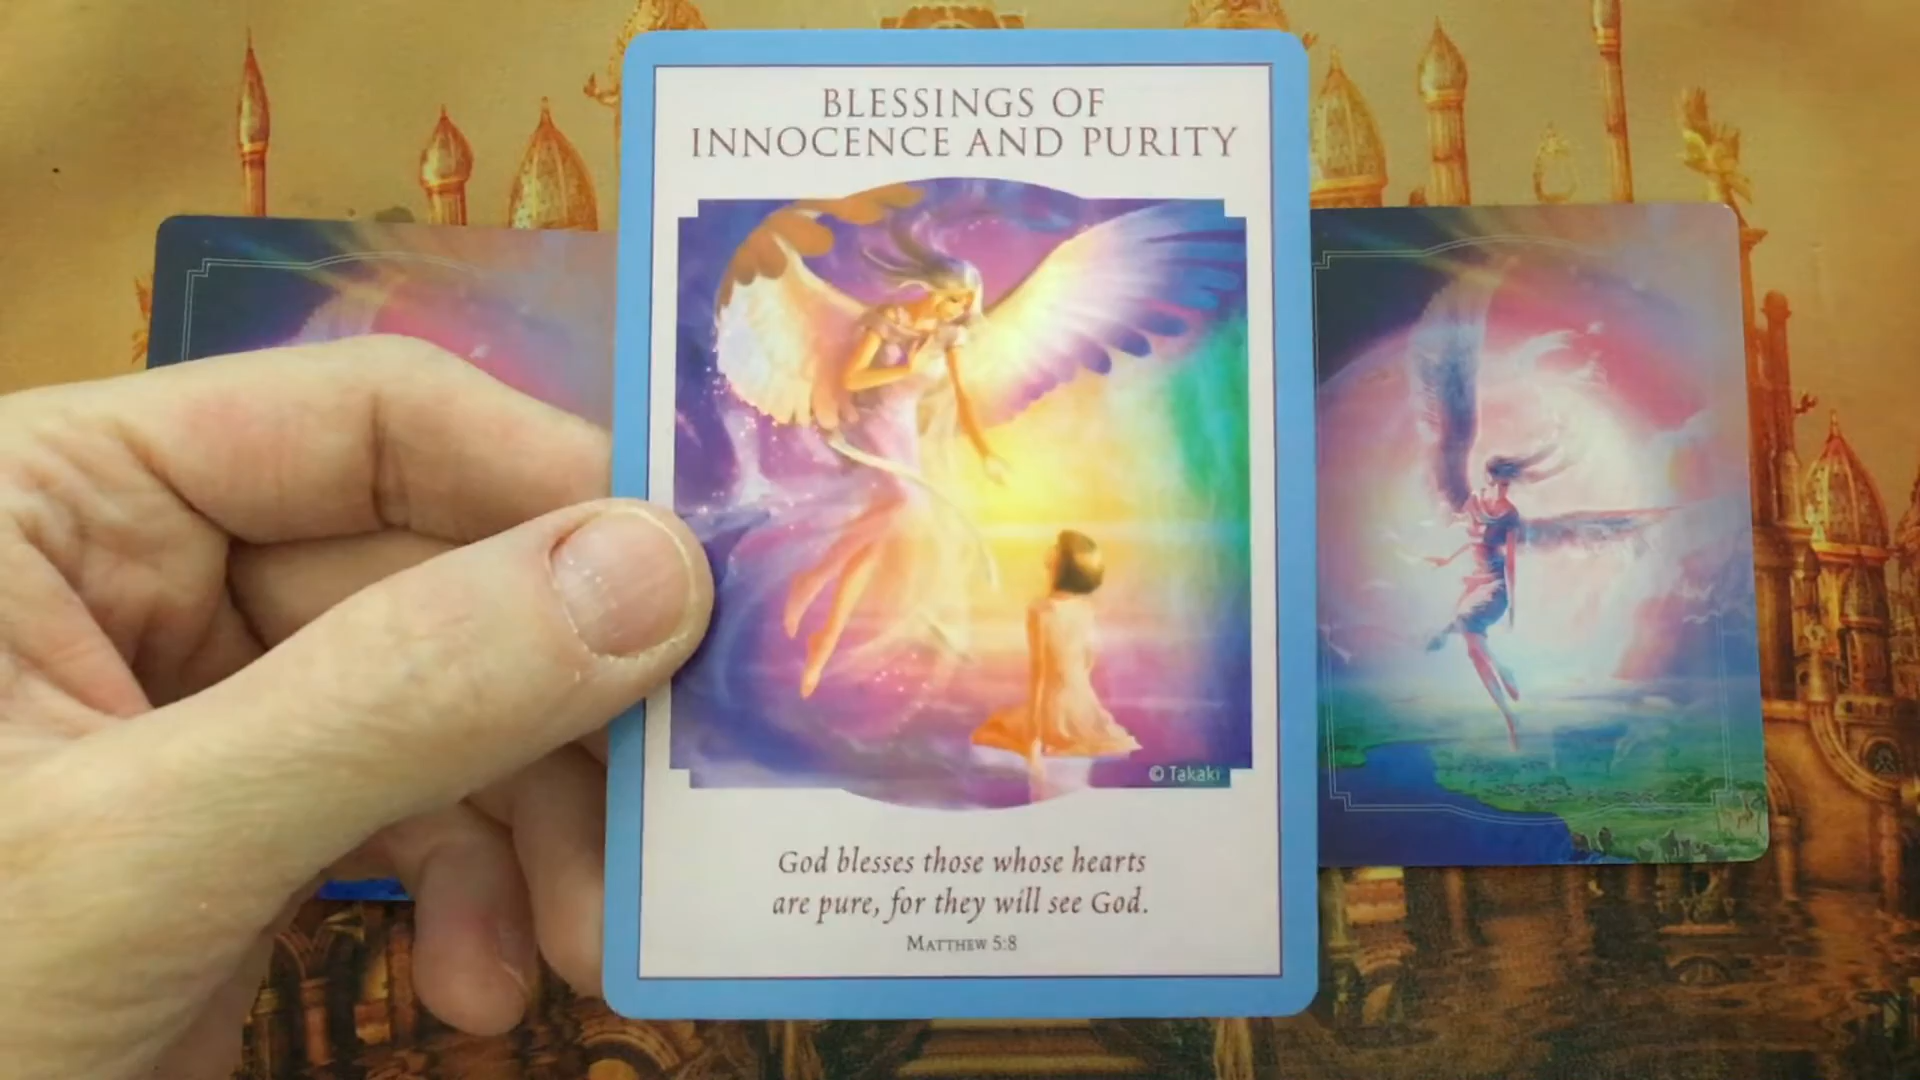 BLESSINGS OF
INNOCENCE AND PURITY
© Takaki
God blesses those whose hearts
are pure, for they will see God.
MATTHEW 5:8